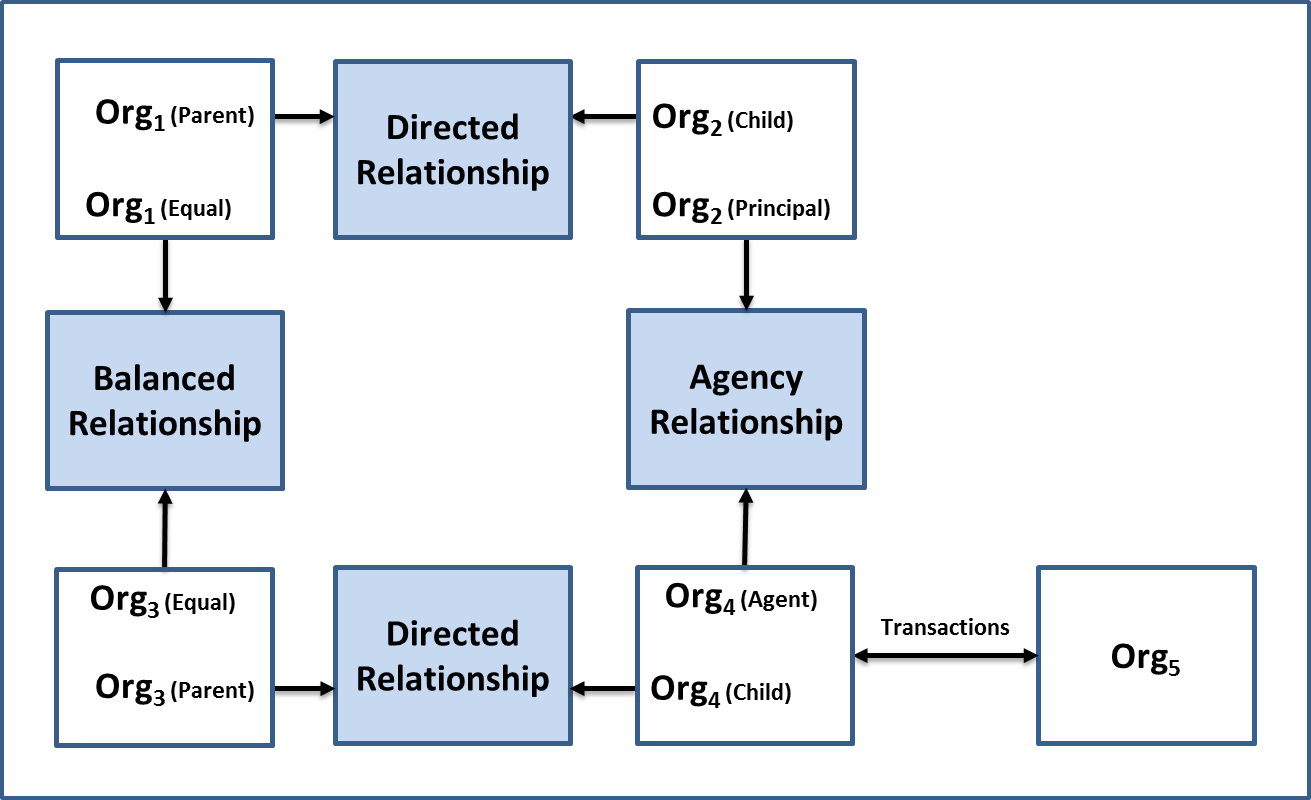 Org₁ (Parent)
Org₁ (Equal)
Directed
Relationship
Org₂ (Child)
Org₂ (Principal)
Balanced
Relationship
Agency
Relationship
Org₃ (Equal)
Org₃ (Parent)
Directed
Relationship
Org₄ (Agent)
Org₄ (Child)
Transactions
Org₅